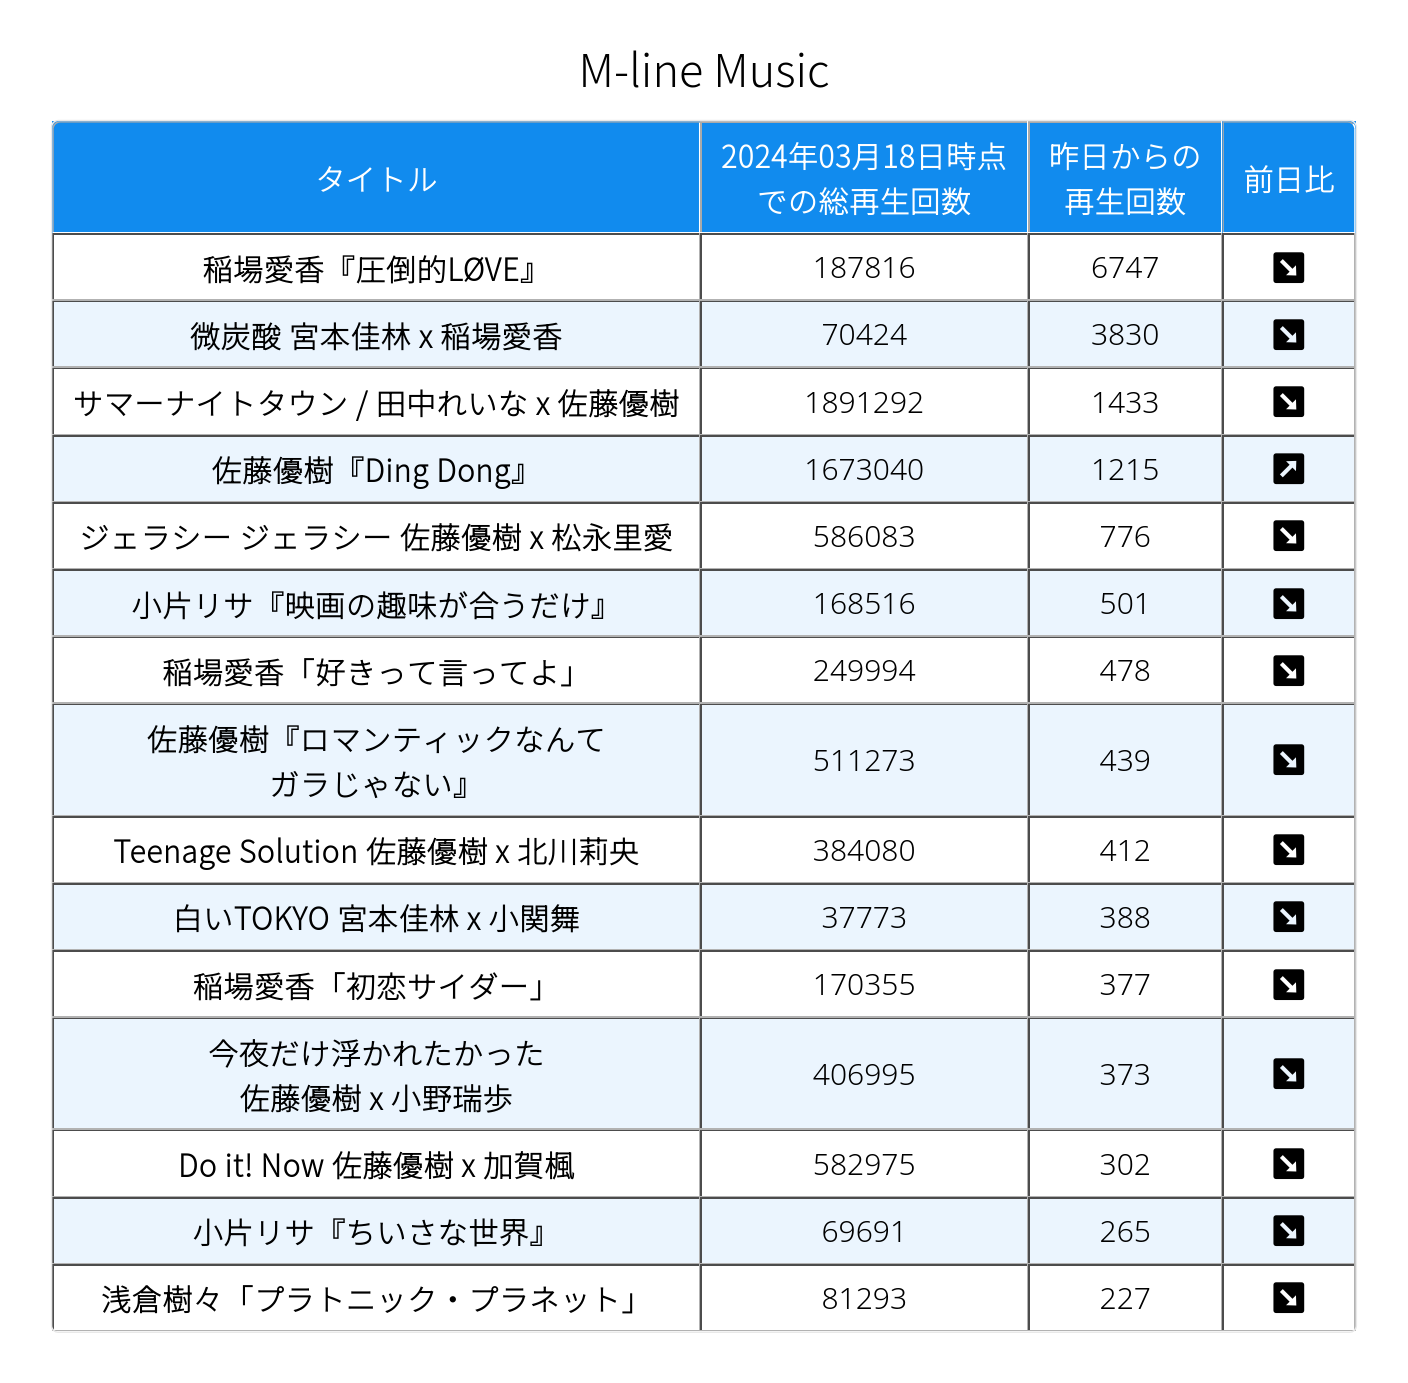 M-line Music
タイトル
2024年03月18日時点
での総再生回数
昨日からの
再生回数
前日比
稲場愛香『圧倒的LØVE』 187816 6747
微炭酸 宮本佳林 x 稲場愛香 70424 3830
サマーナイトタウン / 田中れいな x 佐藤優樹 1891292 1433
佐藤優樹『Ding Dong』 1673040 1215
ジェラシー ジェラシー 佐藤優樹 x 松永里愛 586083 776
小片リサ『映画の趣味が合うだけ』 168516 501
稲場愛香「好きって言ってよ」 249994 478
佐藤優樹『ロマンティックなんて
ガラじゃない』 511273 439
Teenage Solution 佐藤優樹 x 北川莉央 384080 412
白いTOKYO 宮本佳林 x 小関舞 37773 388
稲場愛香「初恋サイダー」 170355 377
今夜だけ浮かれたかった
佐藤優樹 x 小野瑞歩 406995 373
Do it! Now 佐藤優樹 x 加賀楓 582975 302
小片リサ『ちいさな世界』 69691 265
浅倉樹々「プラトニック・プラネット」 81293 227